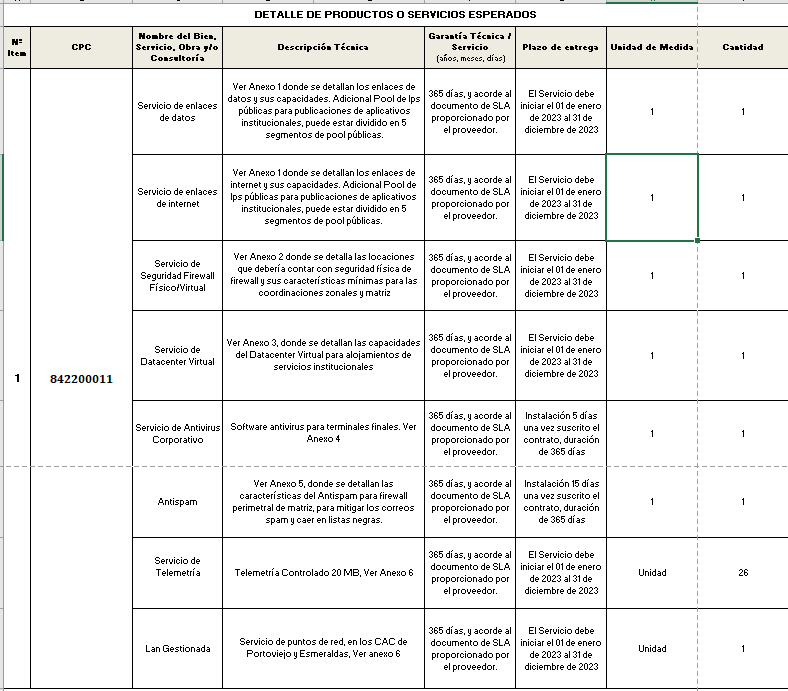 DETALLE DE PRODUCTOS O SERVICIOS ESPERADOS
Nº
Item
CPC
Nombre del Bien,
Servicio, Obra y/o
Consultoría
Descripción Técnica
Garantía Técnica /
Servicio
(años, meses, días)
Plazo de entrega
Unidad de Medida
Cantidad
1
842200011
Servicio de enlaces
de datos
Ver Anexo 1 donde se detallan los enlaces de
datos y sus capacidades. Adicional Pool de Ips
públicas para publicaciones de aplicativos
institucionales, puede estar dividido en 5
segmentos de pool públicas.
365 días, y acorde al
documento de SLA
proporcionado por
el proveedor.
El Servicio debe
iniciar el 01 de enero
de 2023 al 31 de
diciembre de 2023
1
1
Servicio de enlaces
de internet
Ver Anexo 1 donde se detallan los enlaces de
internet y sus capacidades. Adicional Pool de
Ips públicas para publicaciones de aplicativos
institucionales, puede estar dividido en 5
segmentos de pool públicas.
365 días, y acorde al
documento de SLA
proporcionado por
el proveedor.
El Servicio debe
iniciar el 01 de enero
de 2023 al 31 de
diciembre de 2023
1
1
Servicio de
Seguridad Firewall
Físico/Virtual
Ver Anexo 2 donde se detalla las locaciones
que debería contar con seguridad física de
firewall y sus características mínimas para las
coordinaciones zonales y matriz
365 días, y acorde al
documento de SLA
proporcionado por
el proveedor.
El Servicio debe
iniciar el 01 de enero
de 2023 al 31 de
diciembre de 2023
1
1
Servicio de
Datacenter Virtual
Ver Anexo 3, donde se detallan las capacidades
del Datacenter Virtual para alojamientos de
servicios institucionales
365 días, y acorde al
documento de SLA
proporcionado por
el proveedor.
El Servicio debe
iniciar el 01 de enero
de 2023 al 31 de
diciembre de 2023
1
1
Servicio de Antivirus
Corporativo
Software antivirus para terminales finales. Ver
Anexo 4
365 días, y acorde al
documento de SLA
proporcionado por
el proveedor.
Instalación 5 días
una vez suscrito el
contrato, duración
de 365 días
1
1
Antispam
Ver Anexo 5, donde se detallan las
características del Antispam para firewall
perimetral de matriz, para mitigar los correos
spam y caer en listas negras.
365 días, y acorde al
documento de SLA
proporcionado por
el proveedor.
Instalación 15 días
una vez suscrito el
contrato, duración
de 365 días
1
1
Servicio de
Telemetría
Telemetría Controlado 20 MB, Ver Anexo 6
365 días, y acorde al
documento de SLA
proporcionado por
el proveedor.
El Servicio debe
iniciar el 01 de enero
de 2023 al 31 de
diciembre de 2023
Unidad
26
Lan Gestionada
Servicio de puntos de red, en los CAC de
Portoviejo y Esmeraldas, Ver anexo 6
365 días, y acorde al
documento de SLA
proporcionado por
el proveedor.
El Servicio debe
iniciar el 01 de enero
de 2023 al 31 de
diciembre de 2023
Unidad
1